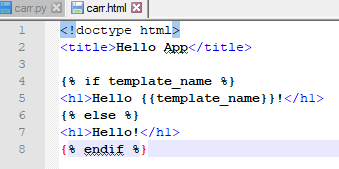 carr.py carr.html
1 <!doctype html>
2 <title>Hello App</title>
3
4 {% if template_name %}
5 <h1>Hello {{template_name}}!</h1>
6 {% else %}
7 <h1>Hello!</h1>
8 {% endif %}